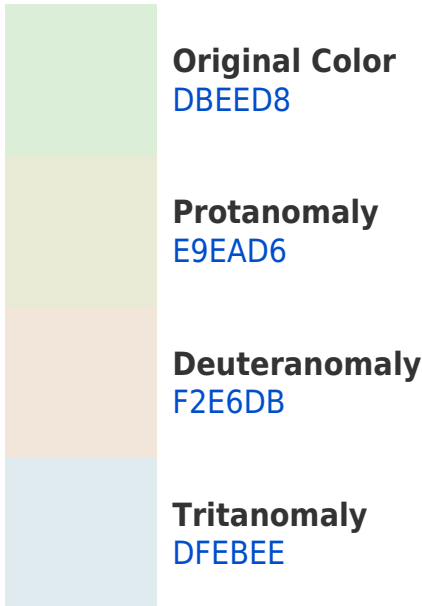 Original Color
DBEED8
Protanomaly
E9EAD6
Deuteranomaly
F2E6DB
Tritanomaly
DFEBEE